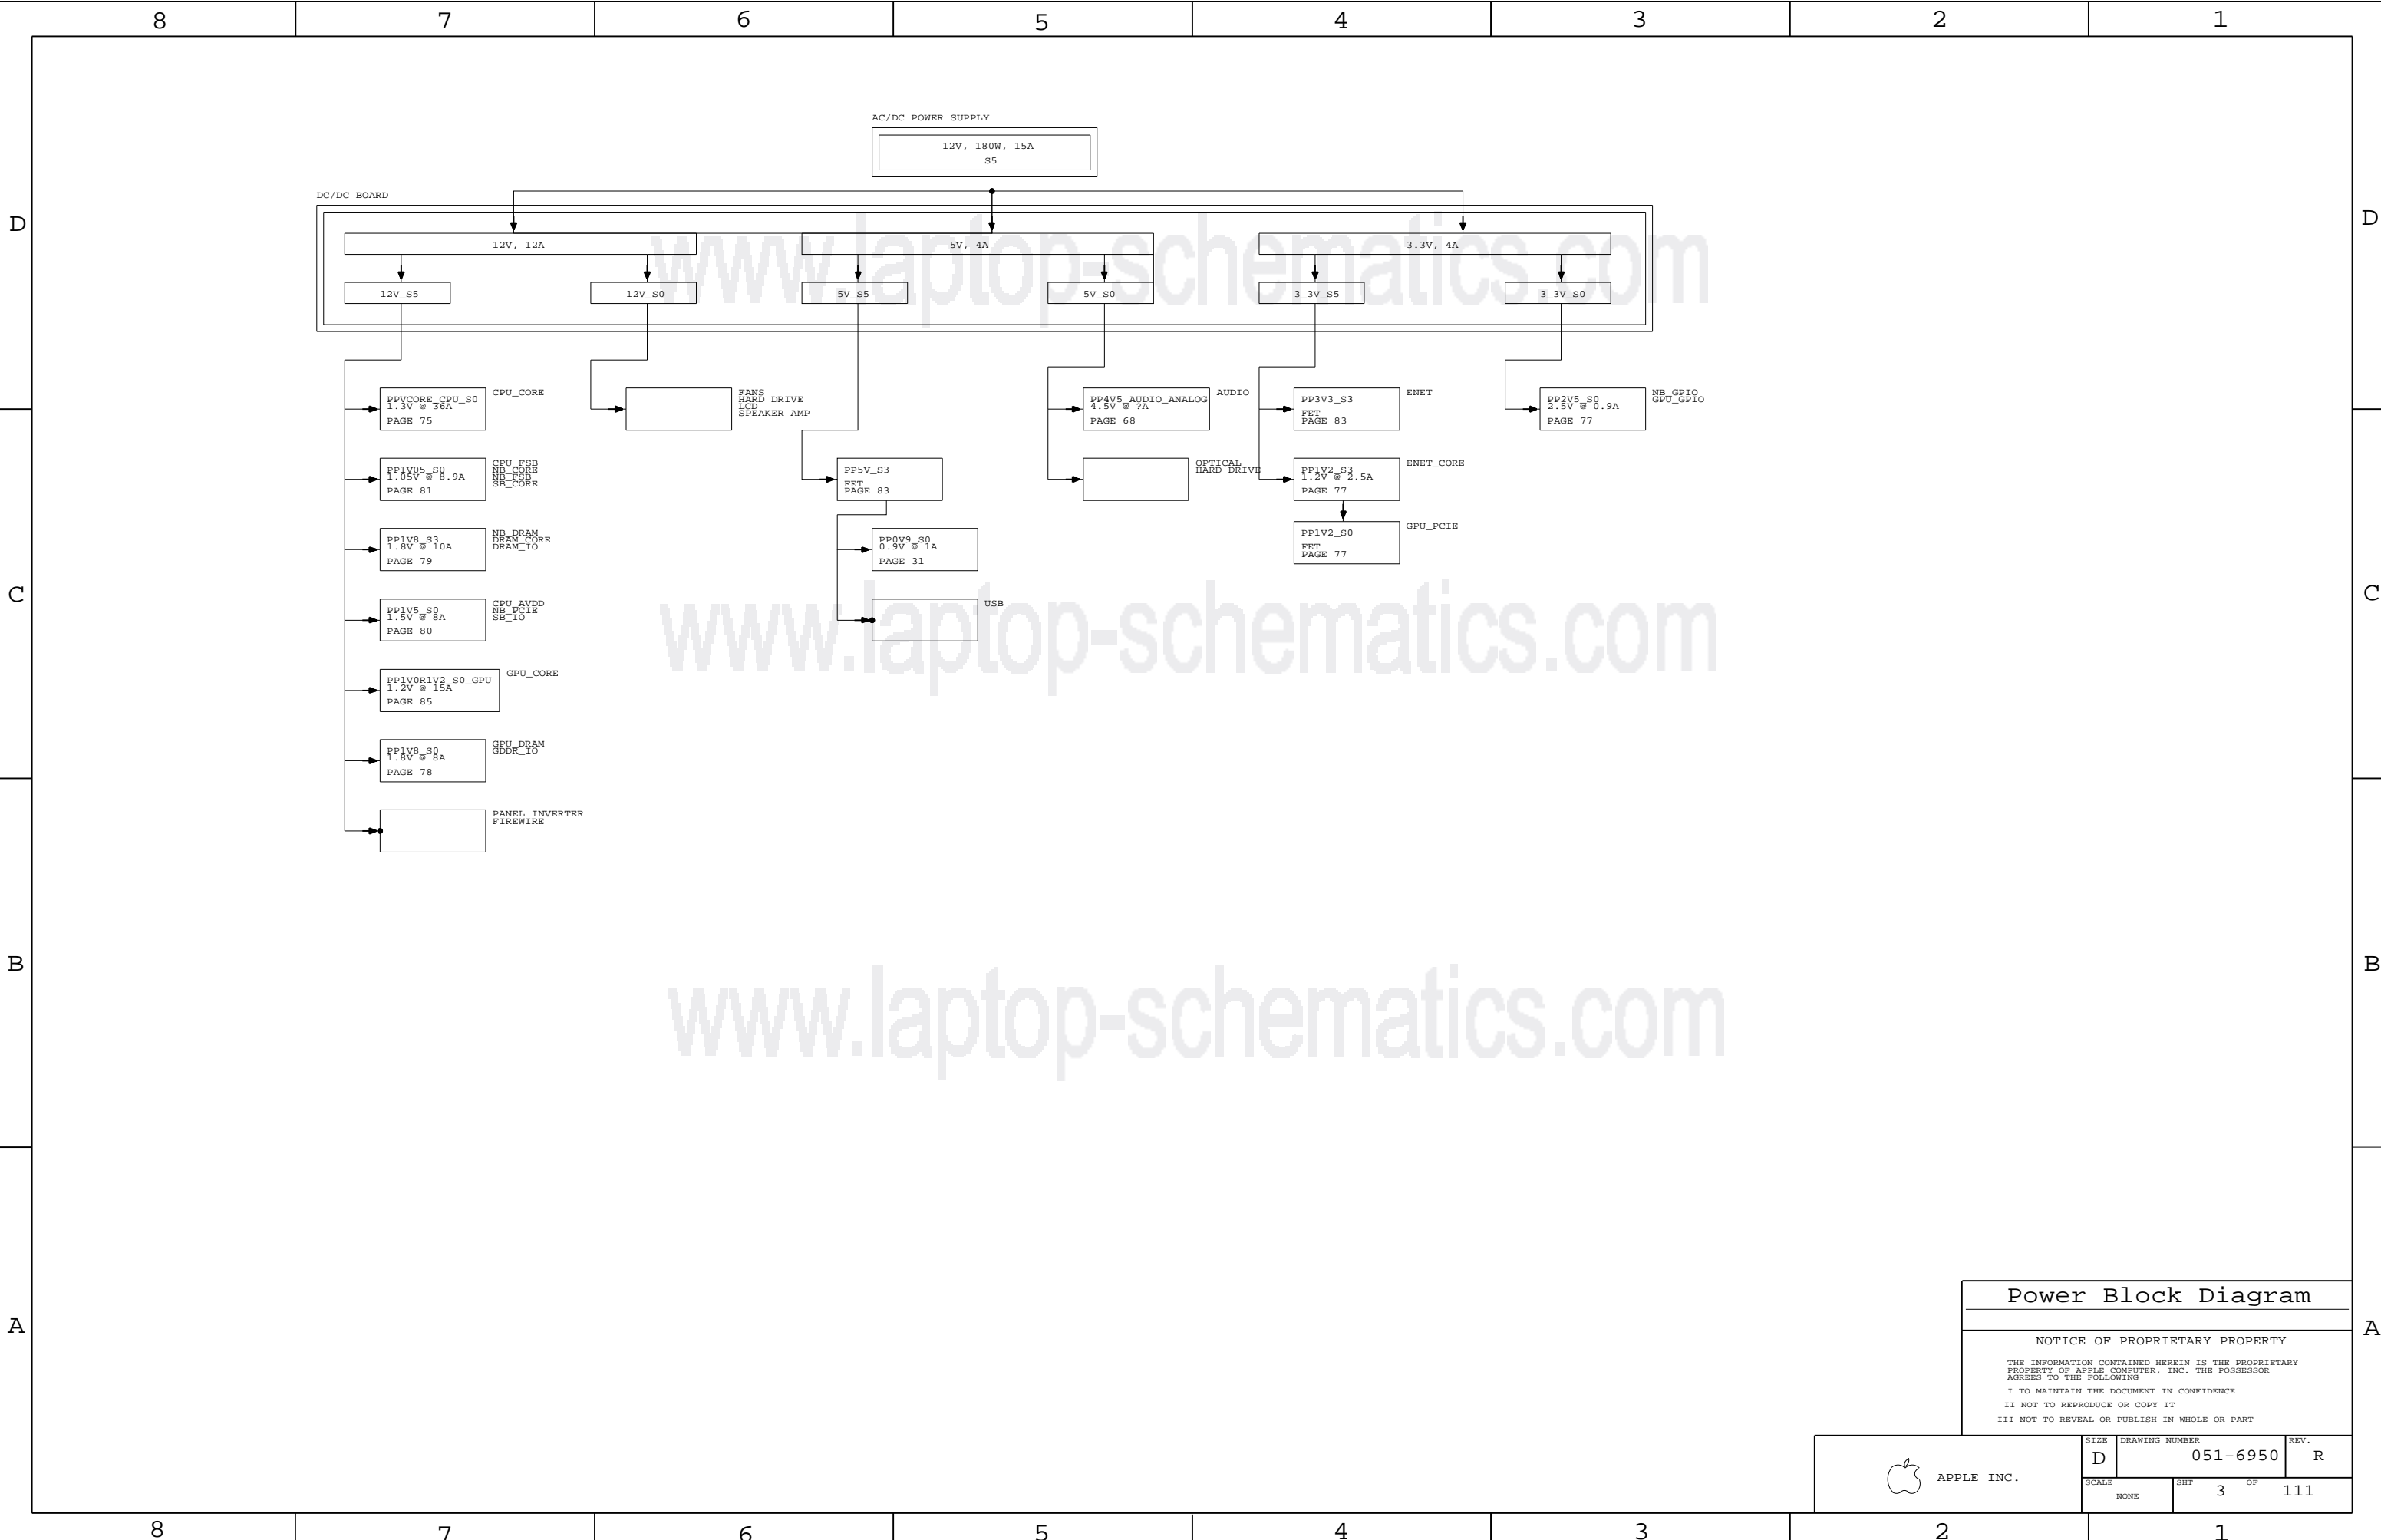 8 7 6 5 4 3 2 1
AC/DC POWER SUPPLY
12V, 180W, 15A
S5
DC/DC BOARD
D D
12V, 12A
5V, 4A
3.3V, 4A
www.laptop-schematics.com
12V_S5
12V_S0
5V_S5
5V_S0
3_3V_S5
3_3V_S0
PPVCORE_CPU_S0
1.3V @ 36A
PAGE 75
CPU_CORE
FANS
HARD DRIVE
LCD
SPEAKER AMP
PP4V5_AUDIO_ANALOG
4.5V @ ?A
PAGE 68
AUDIO
PP3V3_S3
FET
PAGE 83
ENET
PP2V5_S0
2.5V @ 0.9A
PAGE 77
NB_GPIO
GPU_GPIO
PP1V05_S0
1.05V @ 8.9A
PAGE 81
CPU_FSB
NB_CORE
NB_FSB
SB_CORE
PP5V_S3
FET
PAGE 83
OPTICAL
HARD DRIVE
PP1V2_S3
1.2V @ 2.5A
PAGE 77
ENET_CORE
PP1V8_S3
1.8V @ 10A
PAGE 79
NB_DRAM
DRAM_CORE
DRAM_IO
PP0V9_S0
0.9V @ 1A
PAGE 31
PP1V2_S0
FET
PAGE 77
GPU_PCIE
C C
PP1V5_S0
1.5V @ 8A
PAGE 80
CPU_AVDD
NB_PCIE
SB_IO
USB
www.laptop-schematics.com
PP1V0R1V2_S0_GPU
1.2V @ 15A
PAGE 85
GPU_CORE
PP1V8_S0
1.8V @ 8A
PAGE 78
GPU_DRAM
GDDR_IO
PANEL INVERTER
FIREWIRE
B B
www.laptop-schematics.com
A A
Power Block Diagram
NOTICE OF PROPRIETARY PROPERTY
THE INFORMATION CONTAINED HEREIN IS THE PROPRIETARY
PROPERTY OF APPLE COMPUTER, INC. THE POSSESSOR
AGREES TO THE FOLLOWING
I TO MAINTAIN THE DOCUMENT IN CONFIDENCE
II NOT TO REPRODUCE OR COPY IT
III NOT TO REVEAL OR PUBLISH IN WHOLE OR PART
APPLE INC.
SIZE DRAWING NUMBER REV.
D 051-6950 R
SCALE SHT OF
NONE 3 111
8 7 6 5 4 3 2 1